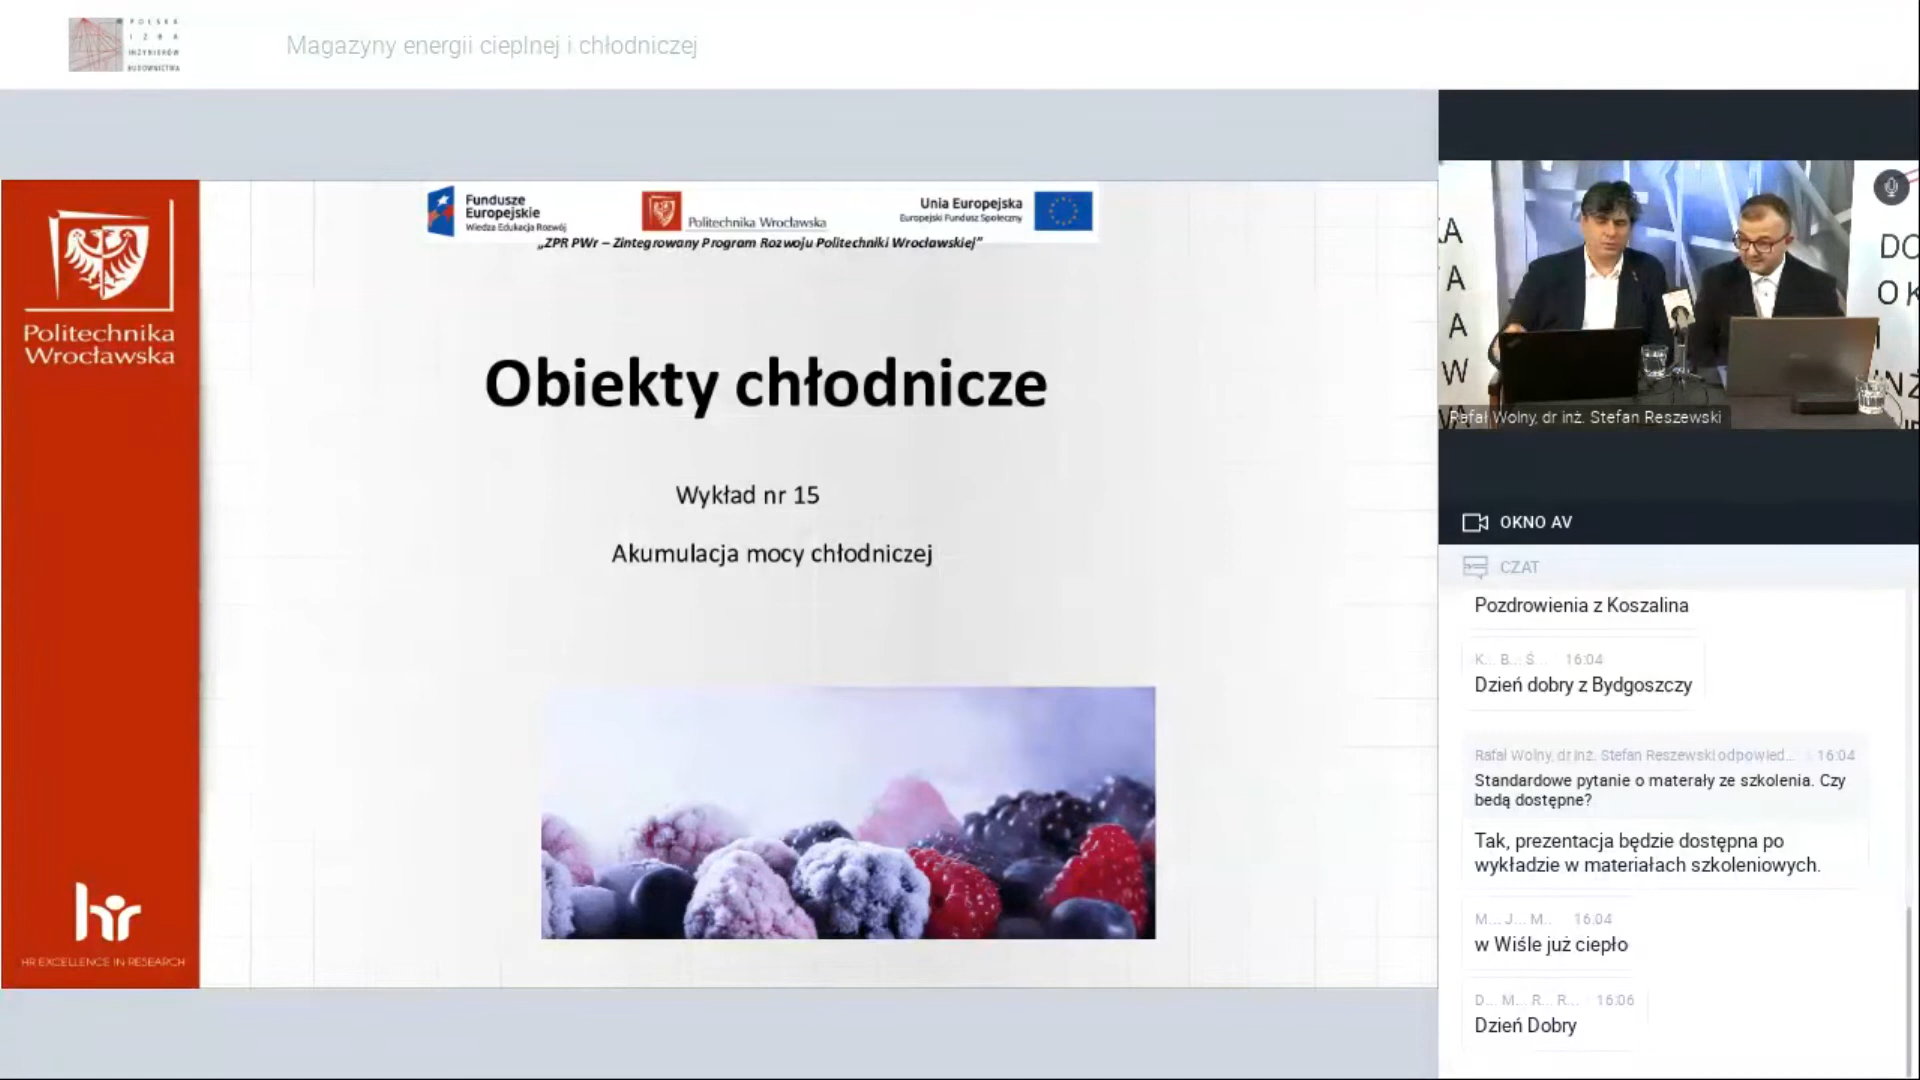 POLSKA
IZBA
INŻYNIERÓW
BUDOWNICTWA
Magazyny energii cieplnej i chłodniczej
Politechnika
Wrocławska
HR EXCELLENCE IN RESEARCH
Fundusze
Europejskie
Wiedza Edukacja Rozwój
Politechnika Wrocławska
Unia Europejska
Europejski Fundusz Społeczny
„ZPR PWr – Zintegrowany Program Rozwoju Politechniki Wrocławskiej”
Obiekty chłodnicze
Wykład nr 15
Akumulacja mocy chłodniczej
Rafał Wolny, dr inż. Stefan Reszewski
OKNO AV
CZAT
Pozdrowienia z Koszalina
K... B... Ś... 16:04
Dzień dobry z Bydgoszczy
Rafał Wolny, dr inż. Stefan Reszewski odpowied... 16:04
Standardowe pytanie o materały ze szkolenia. Czy
bedą dostępne?
Tak, prezentacja będzie dostępna po
wykładzie w materiałach szkoleniowych.
M... J... M... 16:04
w Wiśle już ciepło
D... M... R... R... 16:06
Dzień Dobry